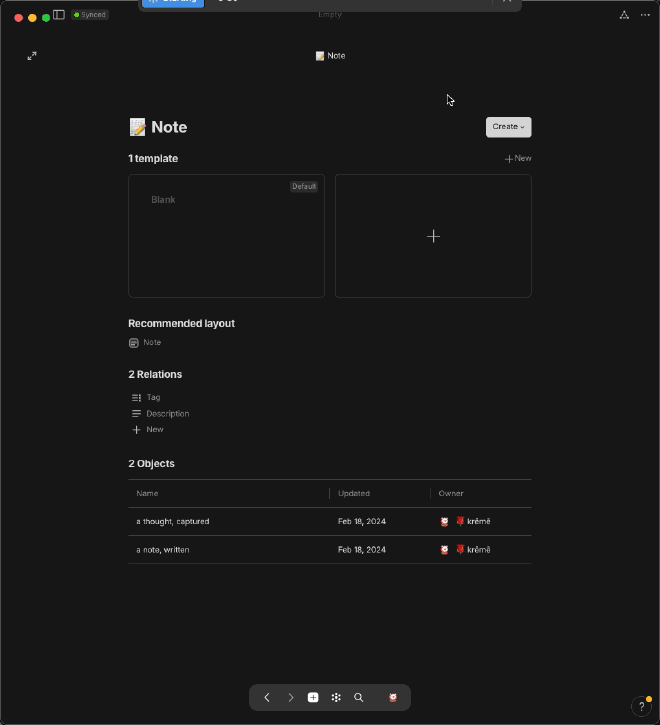 Synced
Empty
Note
Note
Create
1 template
New
Default
Blank
Recommended layout
Note
2 Relations
Tag
Description
New
2 Objects
Name Updated Owner
a thought, captured Feb 18, 2024 krêmê
a note, written Feb 18, 2024 krêmê
?